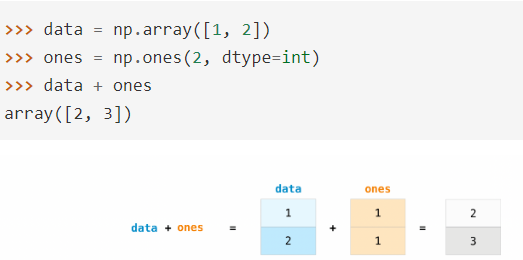 >>> data = np.array([1, 2])
>>> ones = np.ones(2, dtype=int)
>>> data + ones
array([2, 3])
data ones
data + ones = 1 + 1 = 2
2 1 3